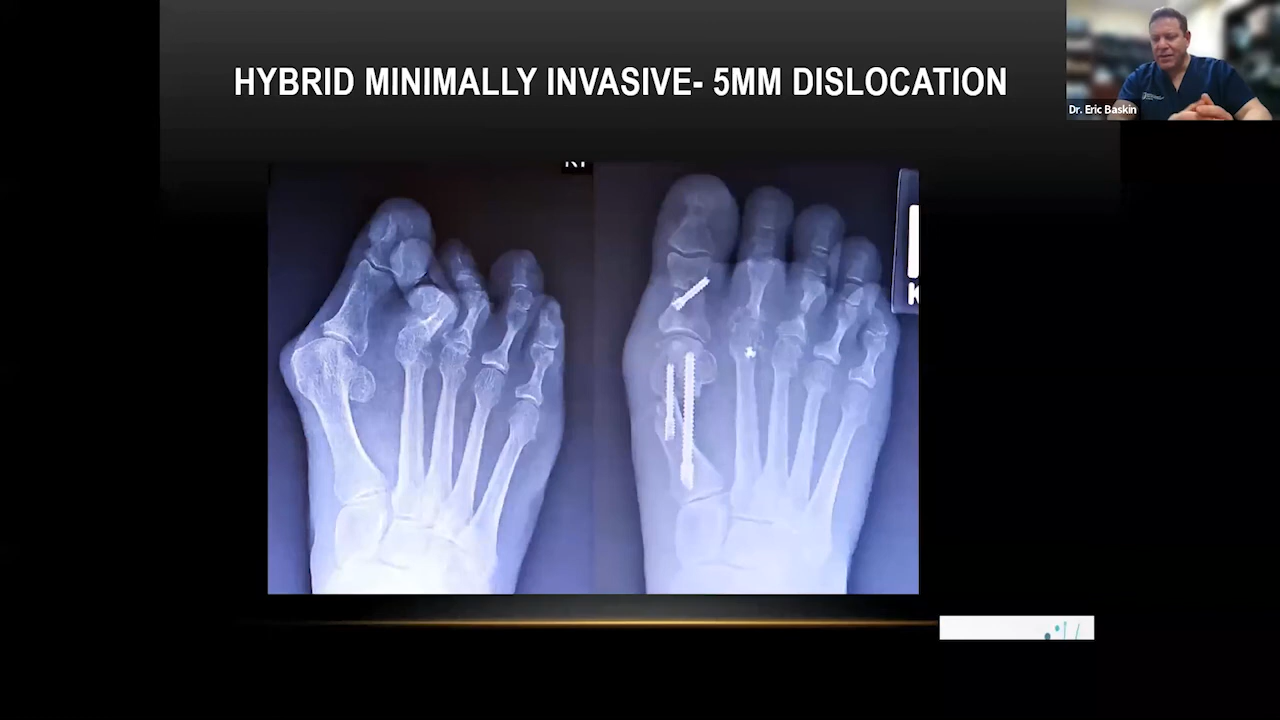 HYBRID MINIMALLY INVASIVE- 5MM DISLOCATION
Dr. Eric Baskin